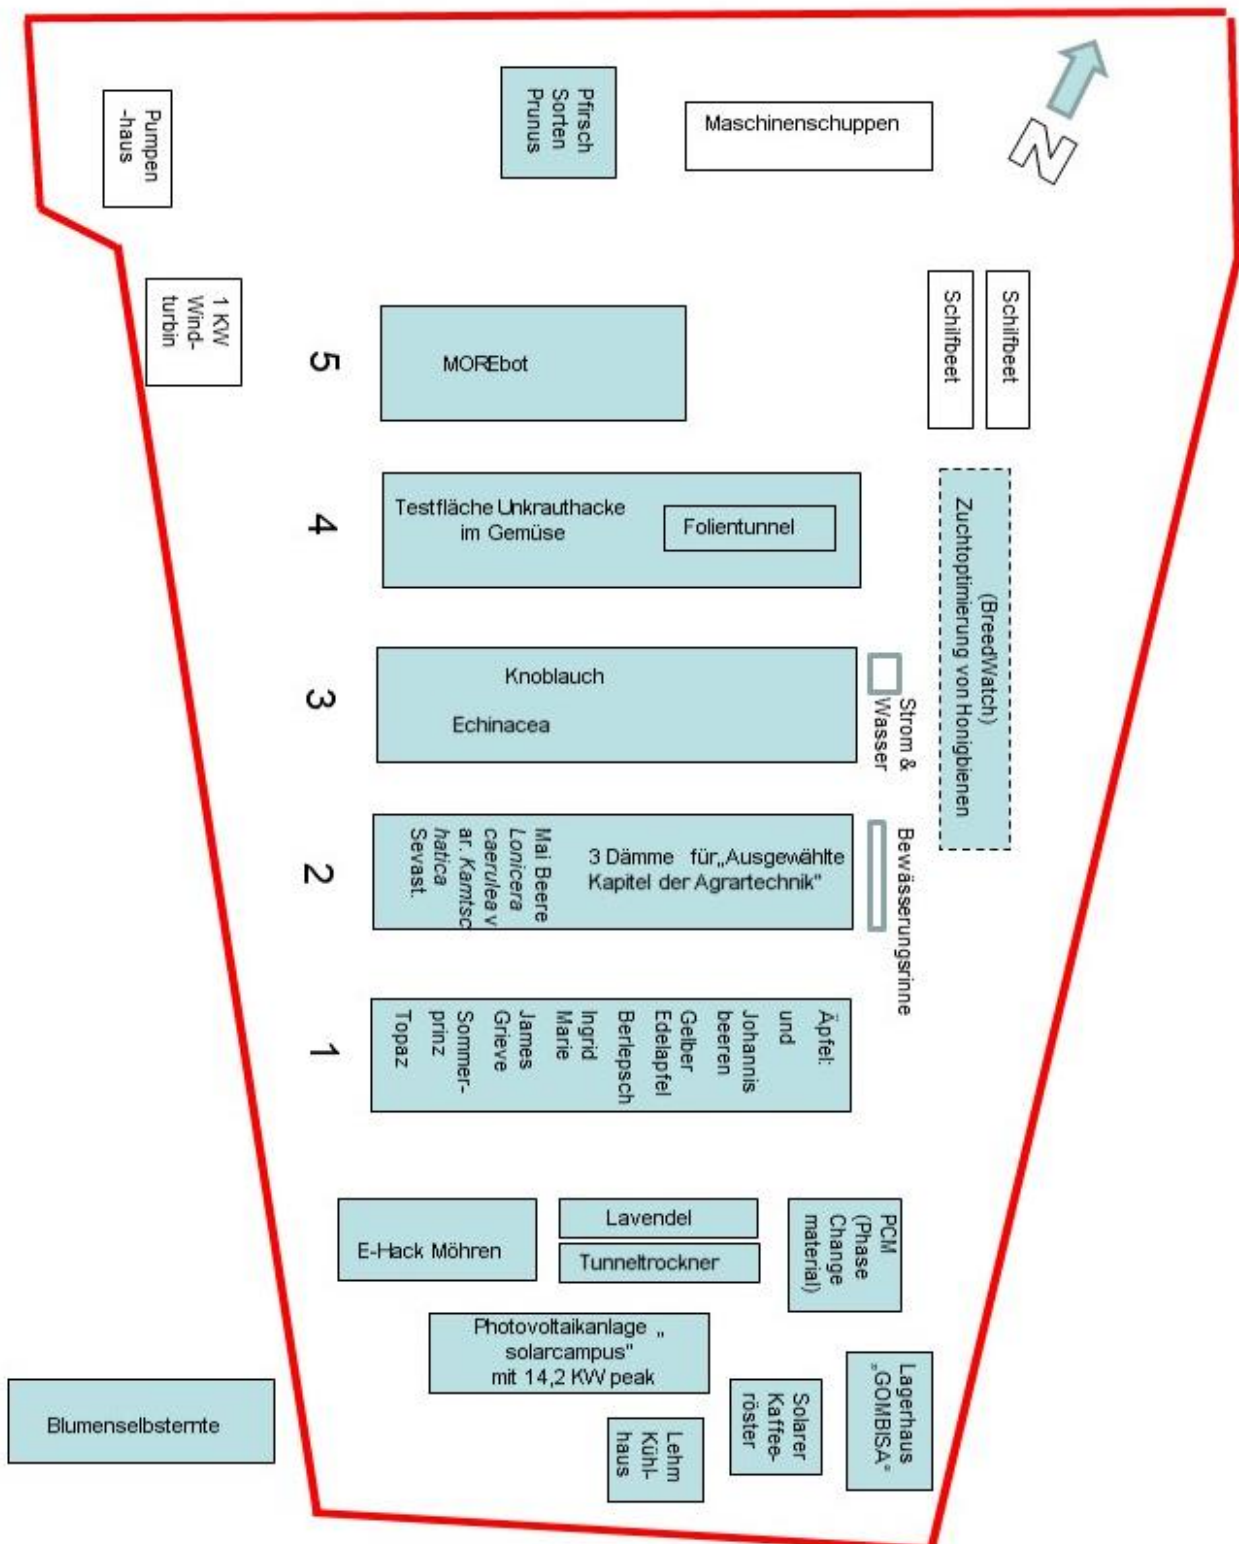 Pfirsch
Sorten
Prunus
Maschinenschuppen
N
Pumpen
-haus
1 KW
Wind-
turbin
5
MOREbot
Schilfbeet
Schilfbeet
4
Testfläche Unkrauthacke
im Gemüse
Folientunnel
(BreedWatch)
Zuchtoptimierung von Honigbienen
3
Knoblauch
Echinacea
Strom &
Wasser
2
Mai Beere
Lonicera
caerulea v
ar. Kamtsc
hatica
Sevast.
3 Dämme für „Ausgewählte
Kapitel der Agrartechnik"
Bewässerungsrinne
1
Äpfel:
und
Johannis
beeren
Gelber
Edelapfel
Berlepsch
Ingrid
Marie
James
Grieve
Sommer-
prinz
Topaz
E-Hack Möhren
Lavendel
Tunneltrockner
PCM
(Phase
Change
material)
Photovoltaikanlage „
solarcampus"
mit 14,2 KW peak
Lagerhaus
„GOMBISA"
Solarer
Kaffee-
röster
Lehm
Kühl-
haus
Blumenselbsternte